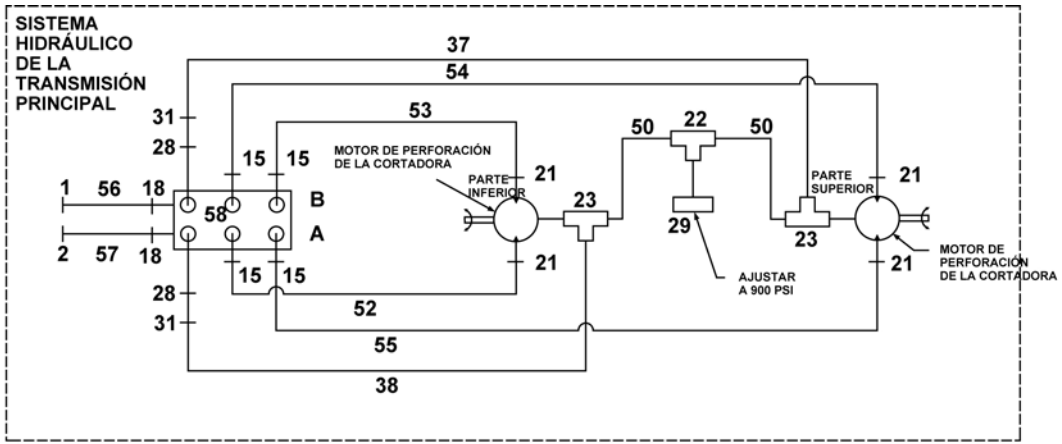 SISTEMA
HIDRÁULICO
DE LA
TRANSMISIÓN
PRINCIPAL
37
54
31
53
22
50
50
28
15
15
MOTOR DE PERFORACIÓN
DE LA CORTADORA
PARTE
INFERIOR
21
PARTE
SUPERIOR
21
1
56
18
B
58
23
29
23
A
2
57
18
15
15
21
21
MOTOR DE
PERFORACIÓN
DE LA CORTADORA
AJUSTAR
A 900 PSI
28
52
31
55
38